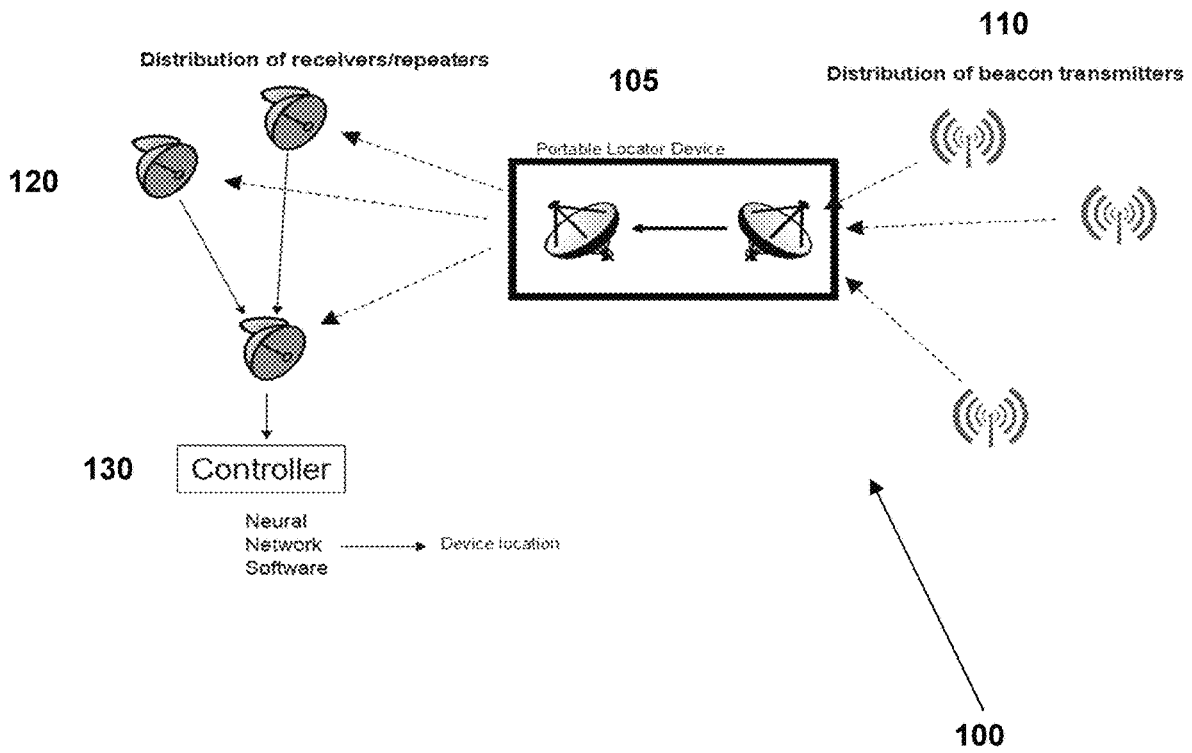 110
Distribution of receivers/repeaters
105
Distribution of beacon transmitters
Portable Locator Device
120
130
Controller
Neural
Network
Software
Device location
100